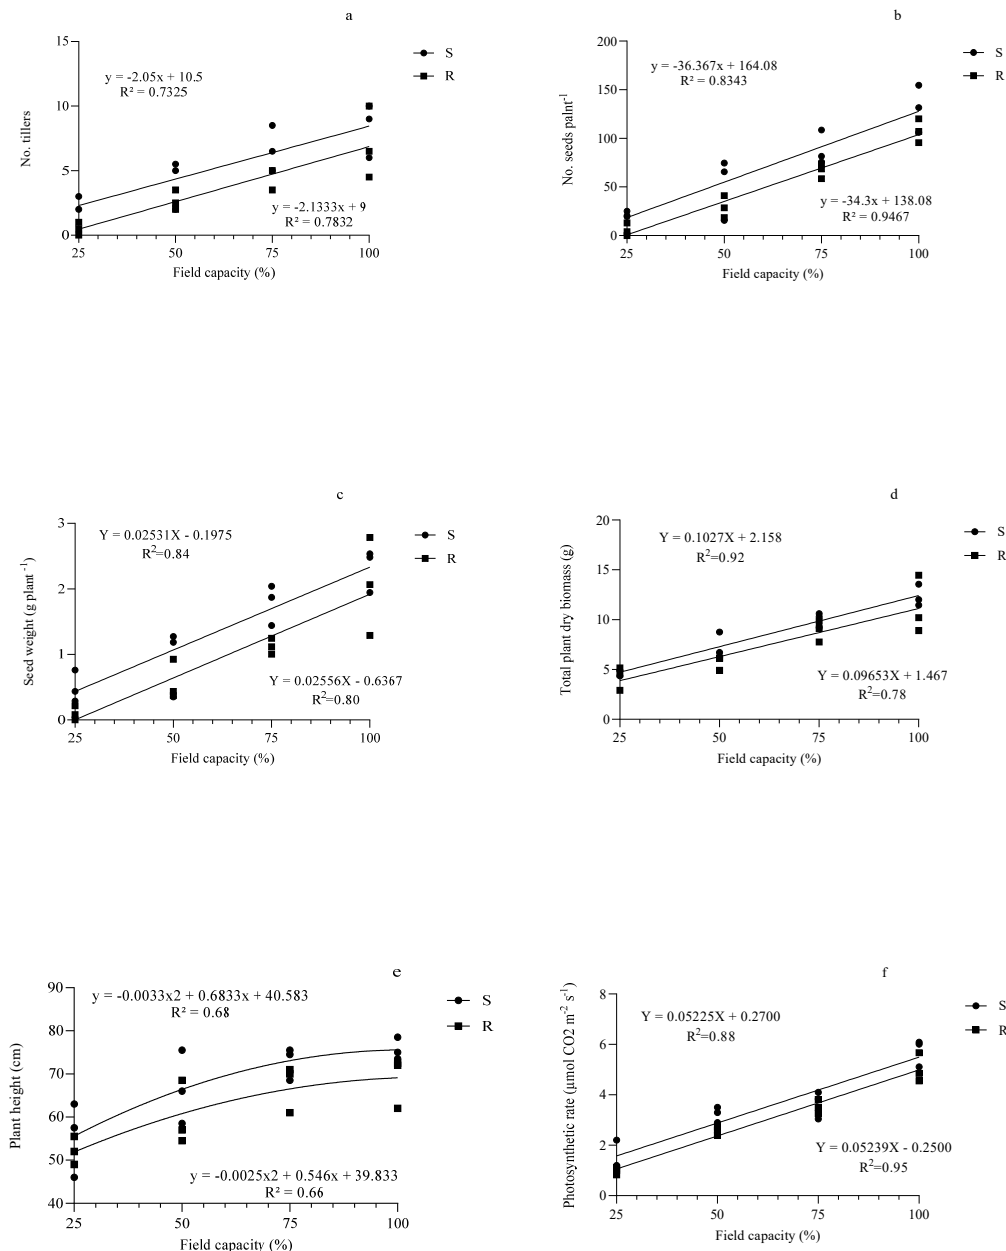 a
15
10
5
0
25
50
75
100
No. tillers
Field capacity (%)
y = -2.05x + 10.5
R² = 0.7325
y = -2.1333x + 9
R² = 0.7832
S
R
b
200
150
100
50
0
25
50
75
100
No. seeds palnt⁻¹
Field capacity (%)
y = -36.367x + 164.08
R² = 0.8343
y = -34.3x + 138.08
R² = 0.9467
S
R
c
3
2
1
0
25
50
75
100
Seed weight (g plant ⁻¹)
Field capacity (%)
Y = 0.02531X - 0.1975
R²=0.84
Y = 0.02556X - 0.6367
R²=0.80
S
R
d
20
15
10
5
0
25
50
75
100
Total plant dry biomass (g)
Field capacity (%)
Y = 0.1027X + 2.158
R²=0.92
Y = 0.09653X + 1.467
R²=0.78
S
R
e
90
80
70
60
50
40
25
50
75
100
Plant height (cm)
Field capacity (%)
y = -0.0033x2 + 0.6833x + 40.583
R² = 0.68
y = -0.0025x2 + 0.546x + 39.833
R² = 0.66
S
R
f
8
6
4
2
0
25
50
75
100
Photosynthetic rate (μmol CO2 m⁻² s⁻¹)
Field capacity (%)
Y = 0.05225X + 0.2700
R²=0.88
Y = 0.05239X - 0.2500
R²=0.95
S
R